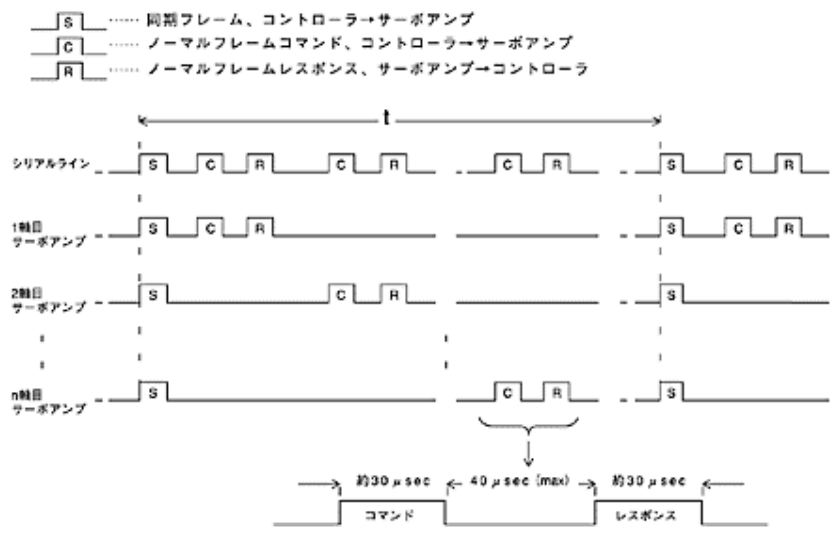 S ‥‥‥ 同期フレーム、コントローラ→サーボアンプ
C ‥‥‥ ノーマルフレームコマンド、コントローラ→サーボアンプ
R ‥‥‥ ノーマルフレームレスポンス、サーボアンプ→コントローラ
t
シリアルライン S C R C R C R S C R
1軸目
サーボアンプ S C R S C R
2軸目
サーボアンプ S C R S
n軸目
サーボアンプ S C R S
約30μsec 40μsec (max) 約30μsec
コマンド レスポンス